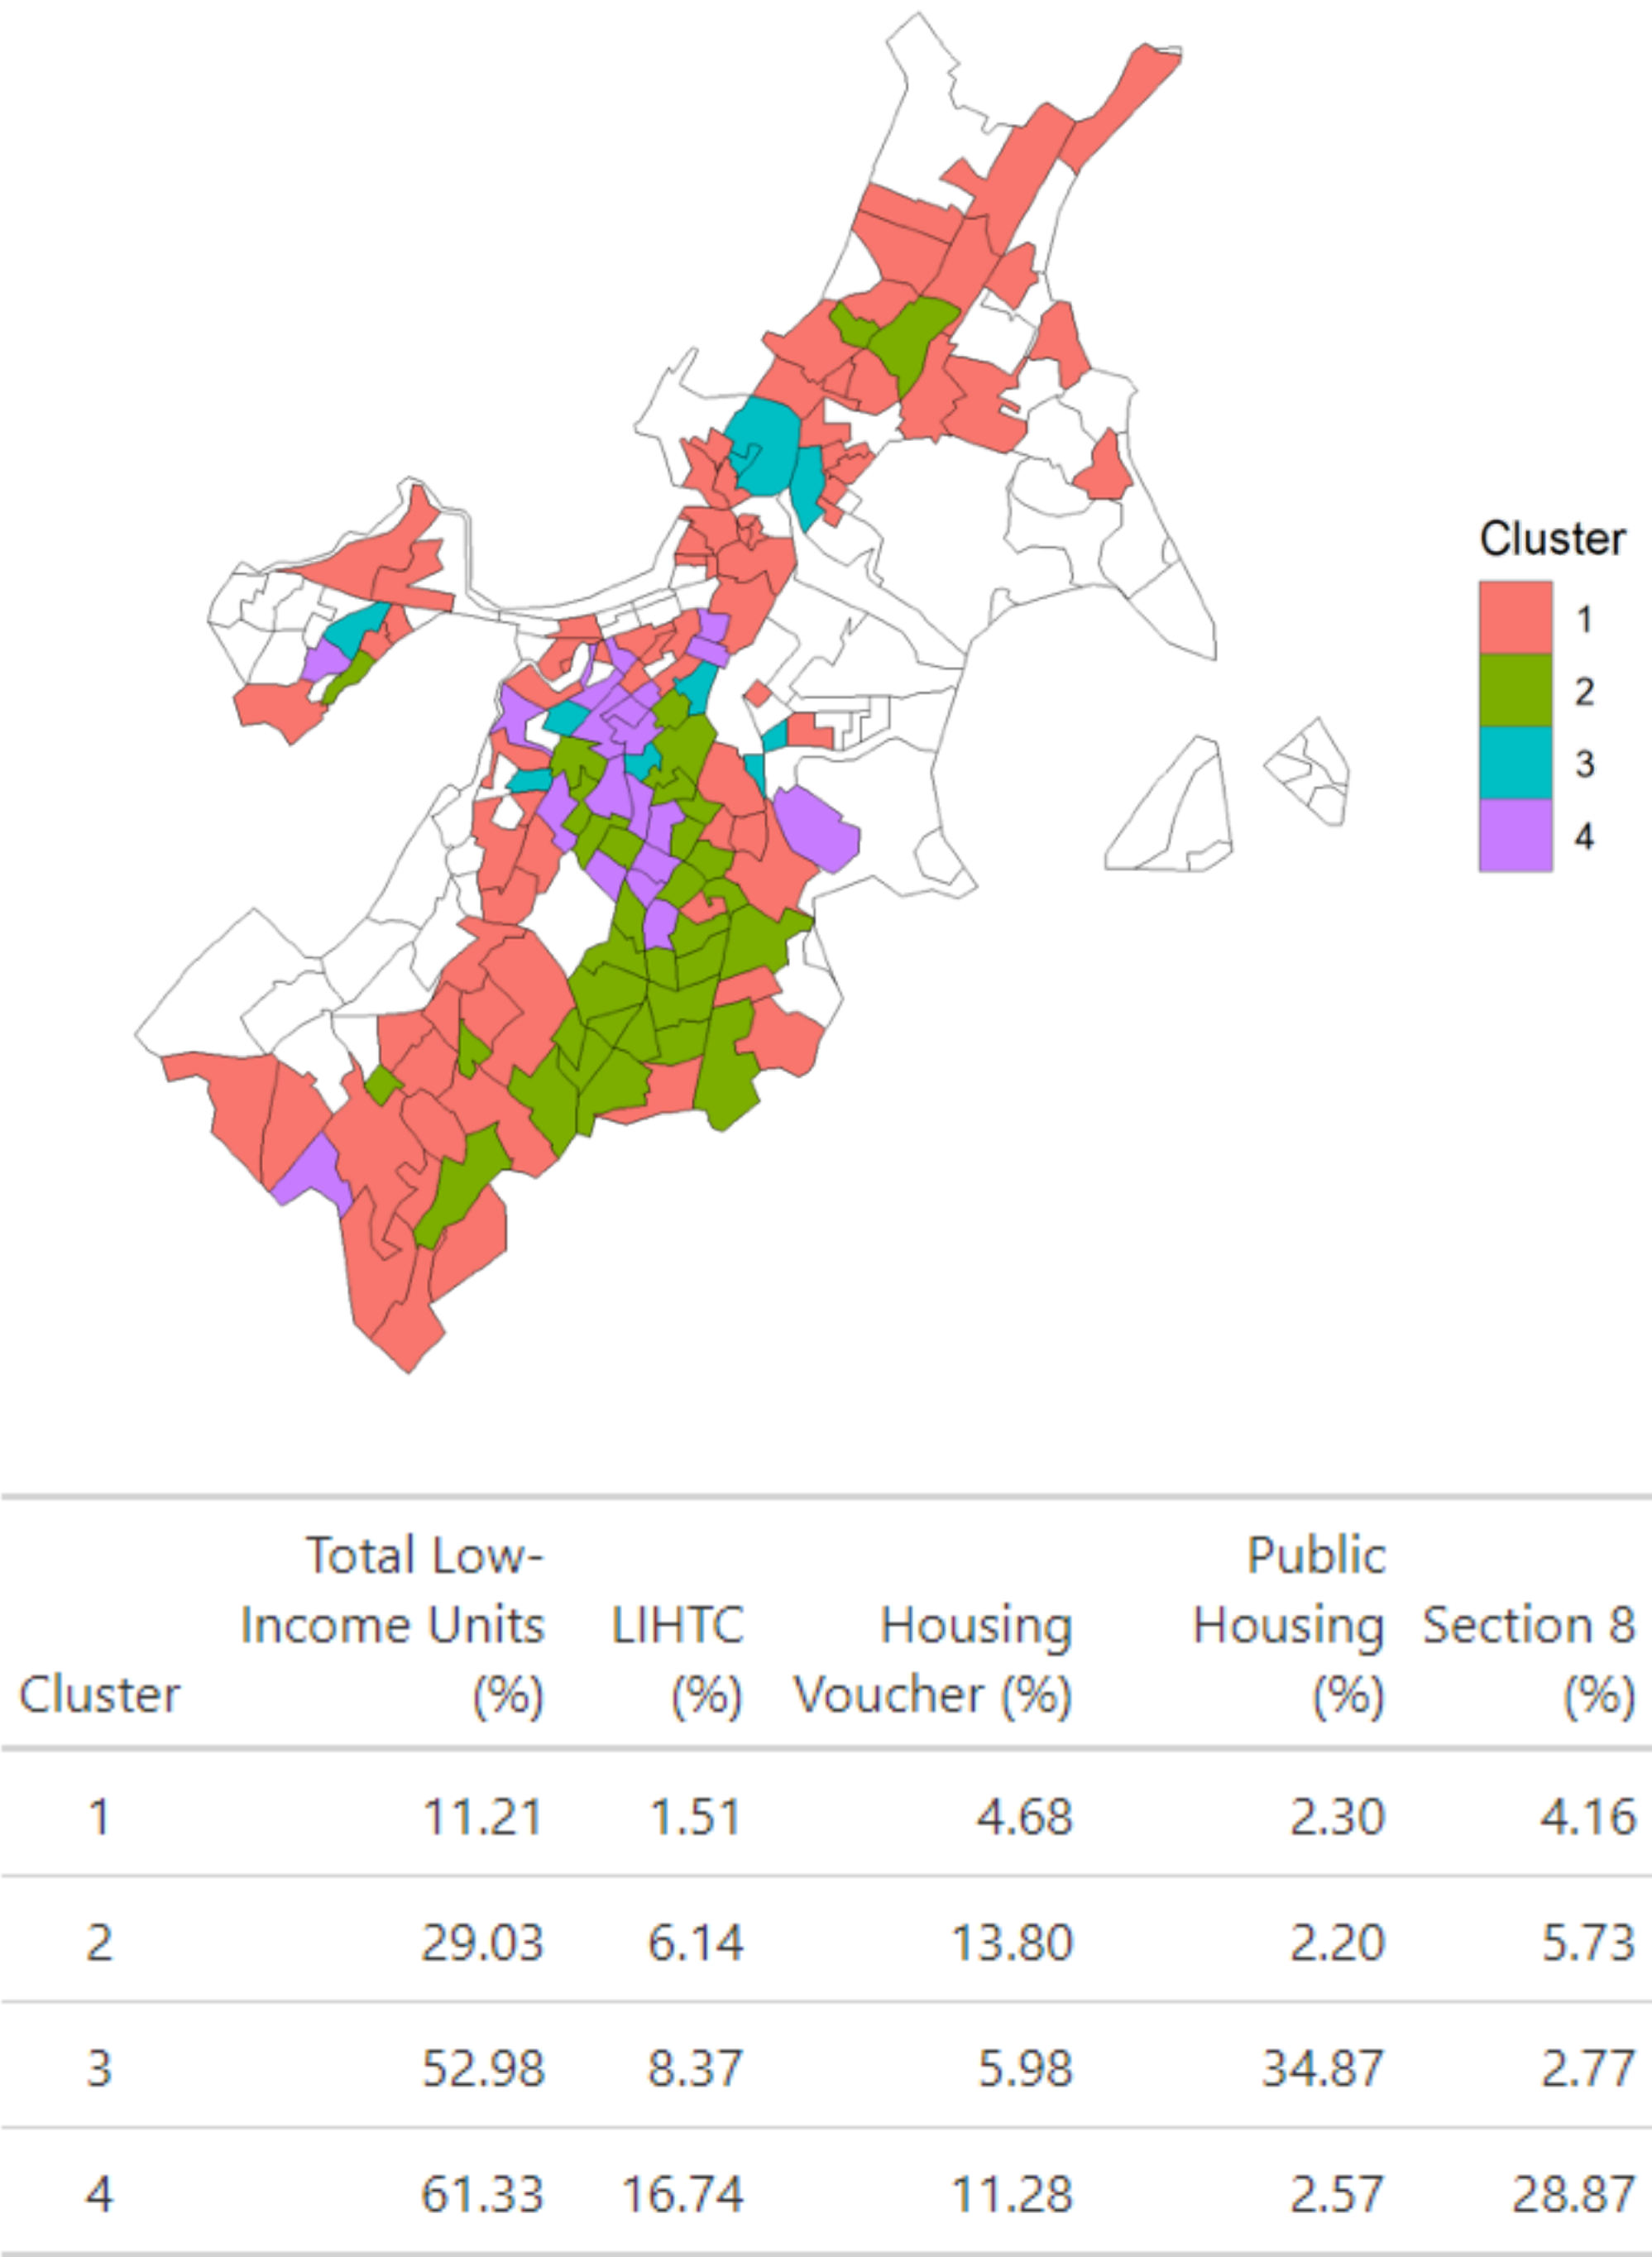 Cluster
1
2
3
4
Total Low-
Income Units
(%)
LIHTC
(%)
Housing
Voucher (%)
Public
Housing
(%)
Section 8
(%)
Cluster
1 11.21 1.51 4.68 2.30 4.16
2 29.03 6.14 13.80 2.20 5.73
3 52.98 8.37 5.98 34.87 2.77
4 61.33 16.74 11.28 2.57 28.87